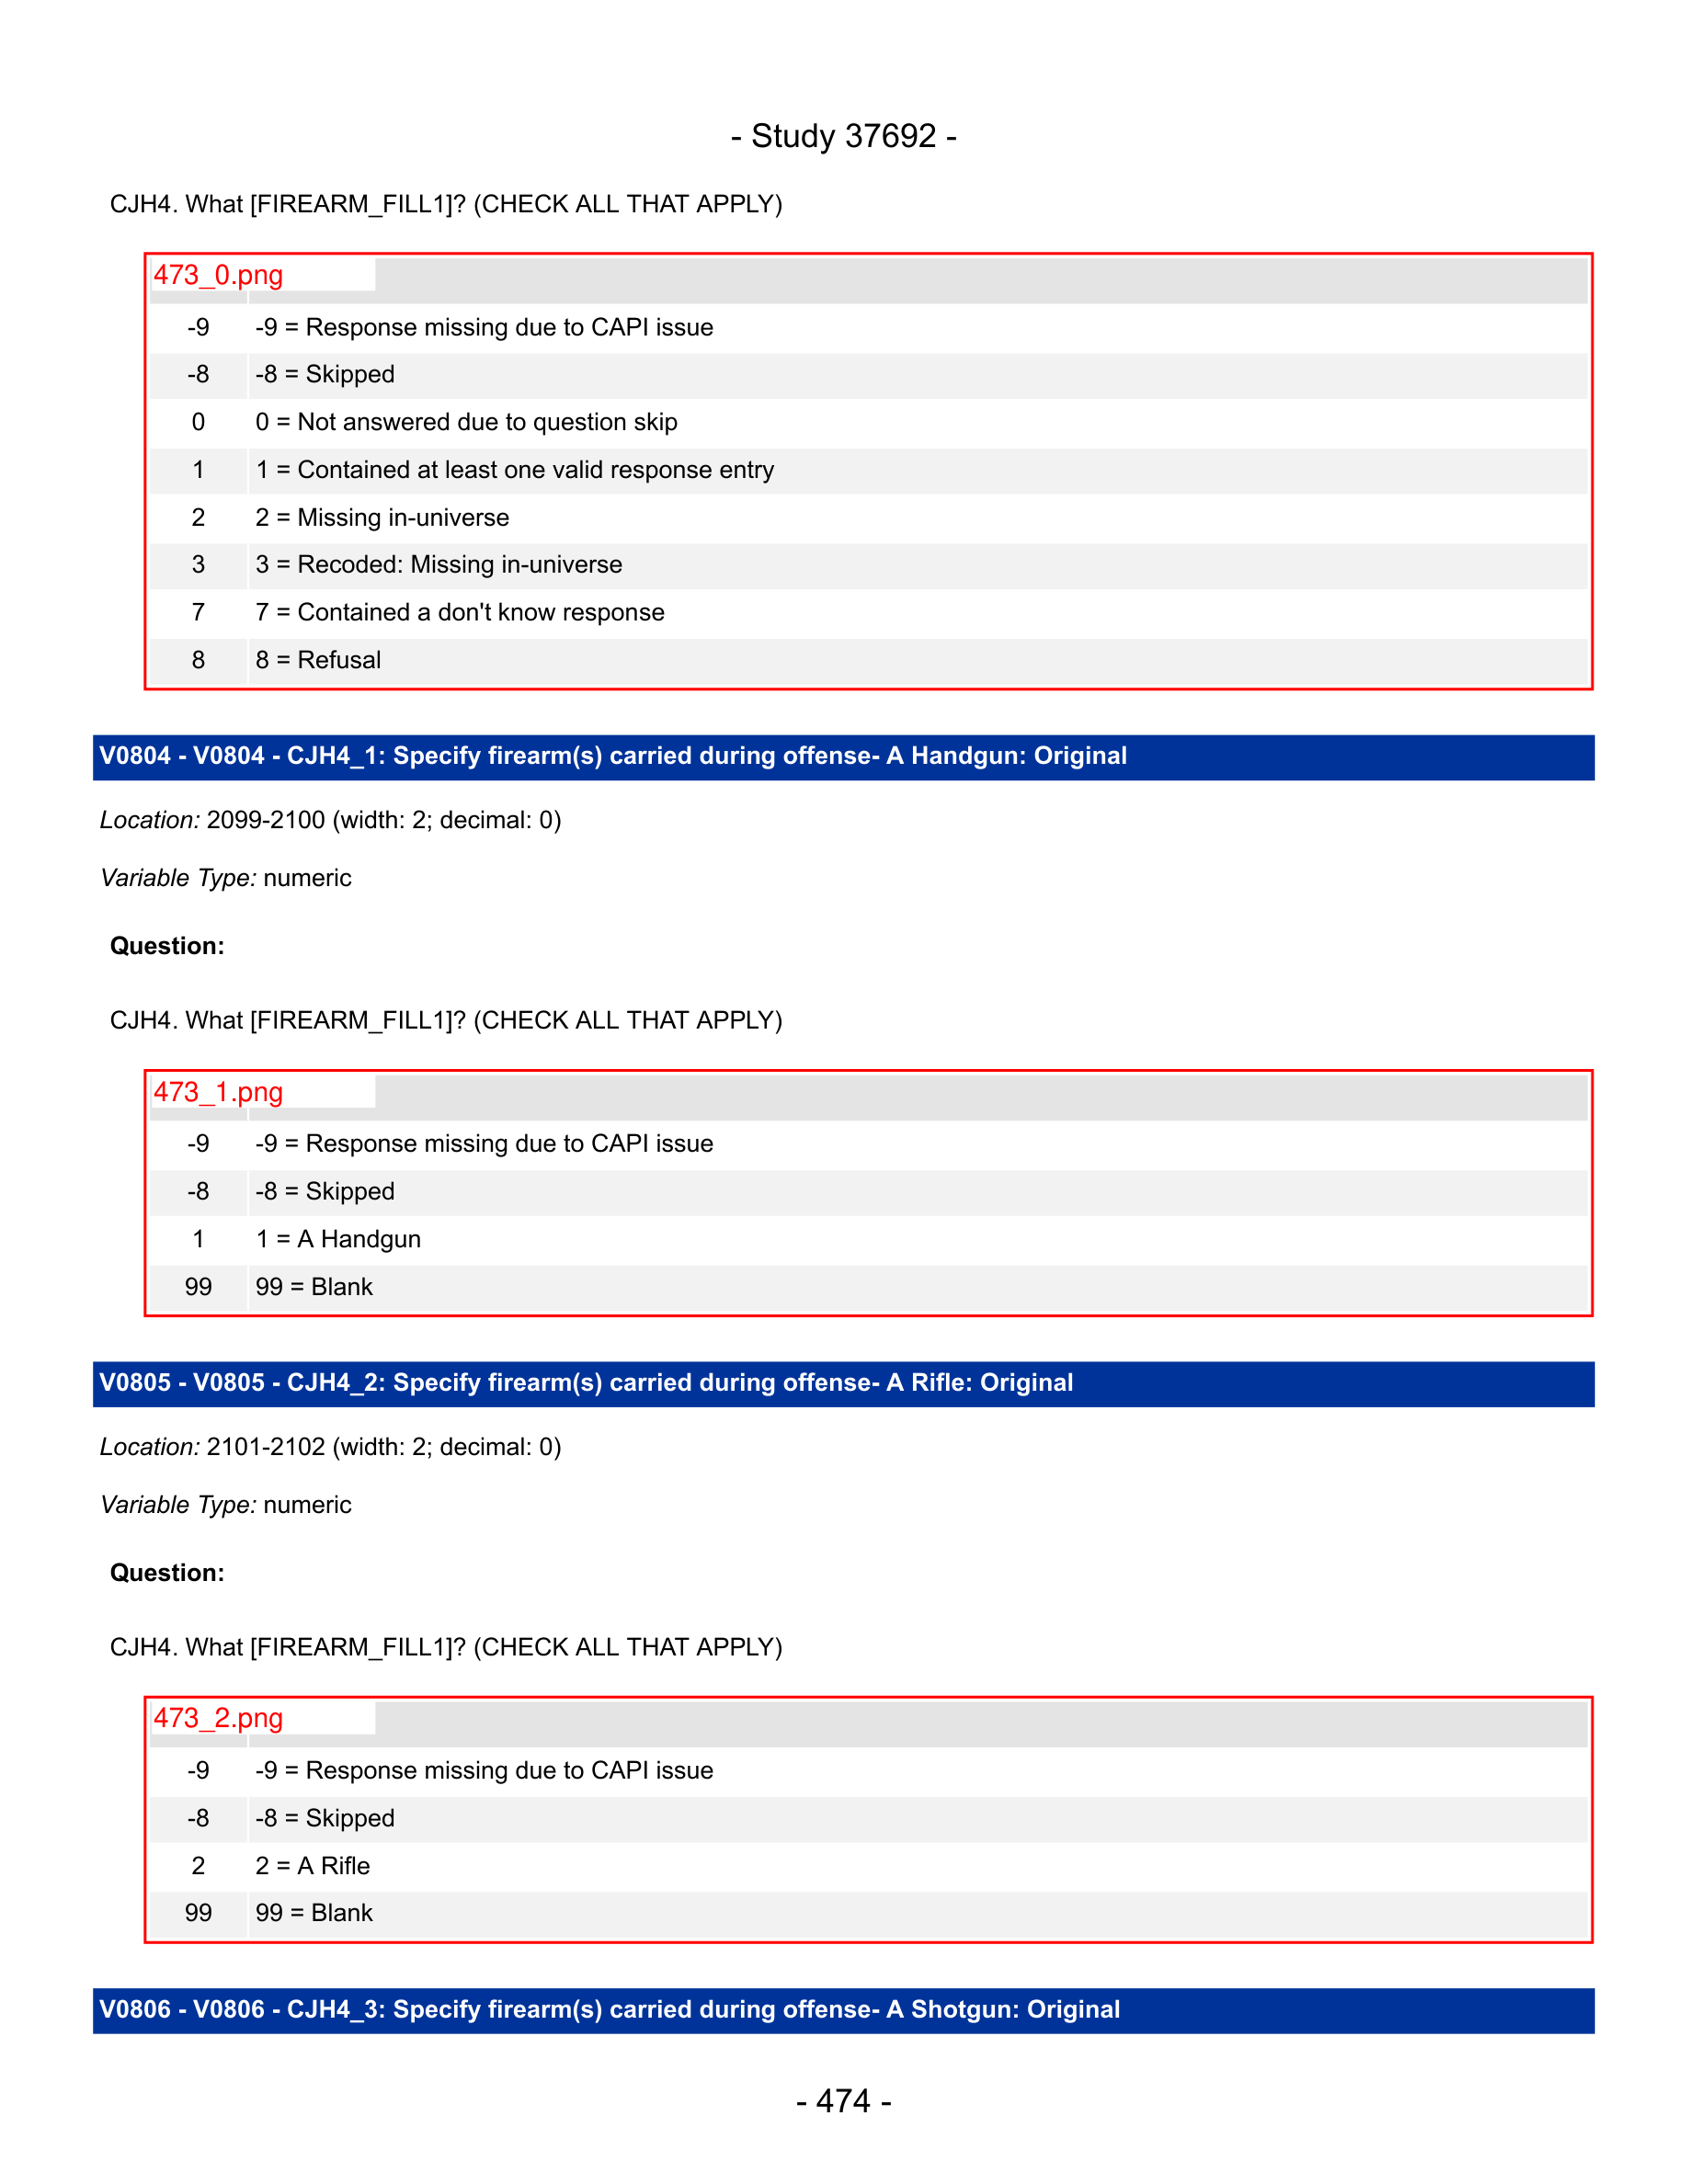 - Study 37692 -
CJH4. What [FIREARM_FILL1]? (CHECK ALL THAT APPLY)
473_0.png
-9 -9 = Response missing due to CAPI issue
-8 -8 = Skipped
0 0 = Not answered due to question skip
1 1 = Contained at least one valid response entry
2 2 = Missing in-universe
3 3 = Recoded: Missing in-universe
7 7 = Contained a don't know response
8 8 = Refusal
V0804 - V0804 - CJH4_1: Specify firearm(s) carried during offense- A Handgun: Original
Location: 2099-2100 (width: 2; decimal: 0)
Variable Type: numeric
Question:
CJH4. What [FIREARM_FILL1]? (CHECK ALL THAT APPLY)
473_1.png
-9 -9 = Response missing due to CAPI issue
-8 -8 = Skipped
1 1 = A Handgun
99 99 = Blank
V0805 - V0805 - CJH4_2: Specify firearm(s) carried during offense- A Rifle: Original
Location: 2101-2102 (width: 2; decimal: 0)
Variable Type: numeric
Question:
CJH4. What [FIREARM_FILL1]? (CHECK ALL THAT APPLY)
473_2.png
-9 -9 = Response missing due to CAPI issue
-8 -8 = Skipped
2 2 = A Rifle
99 99 = Blank
V0806 - V0806 - CJH4_3: Specify firearm(s) carried during offense- A Shotgun: Original
- 474 -